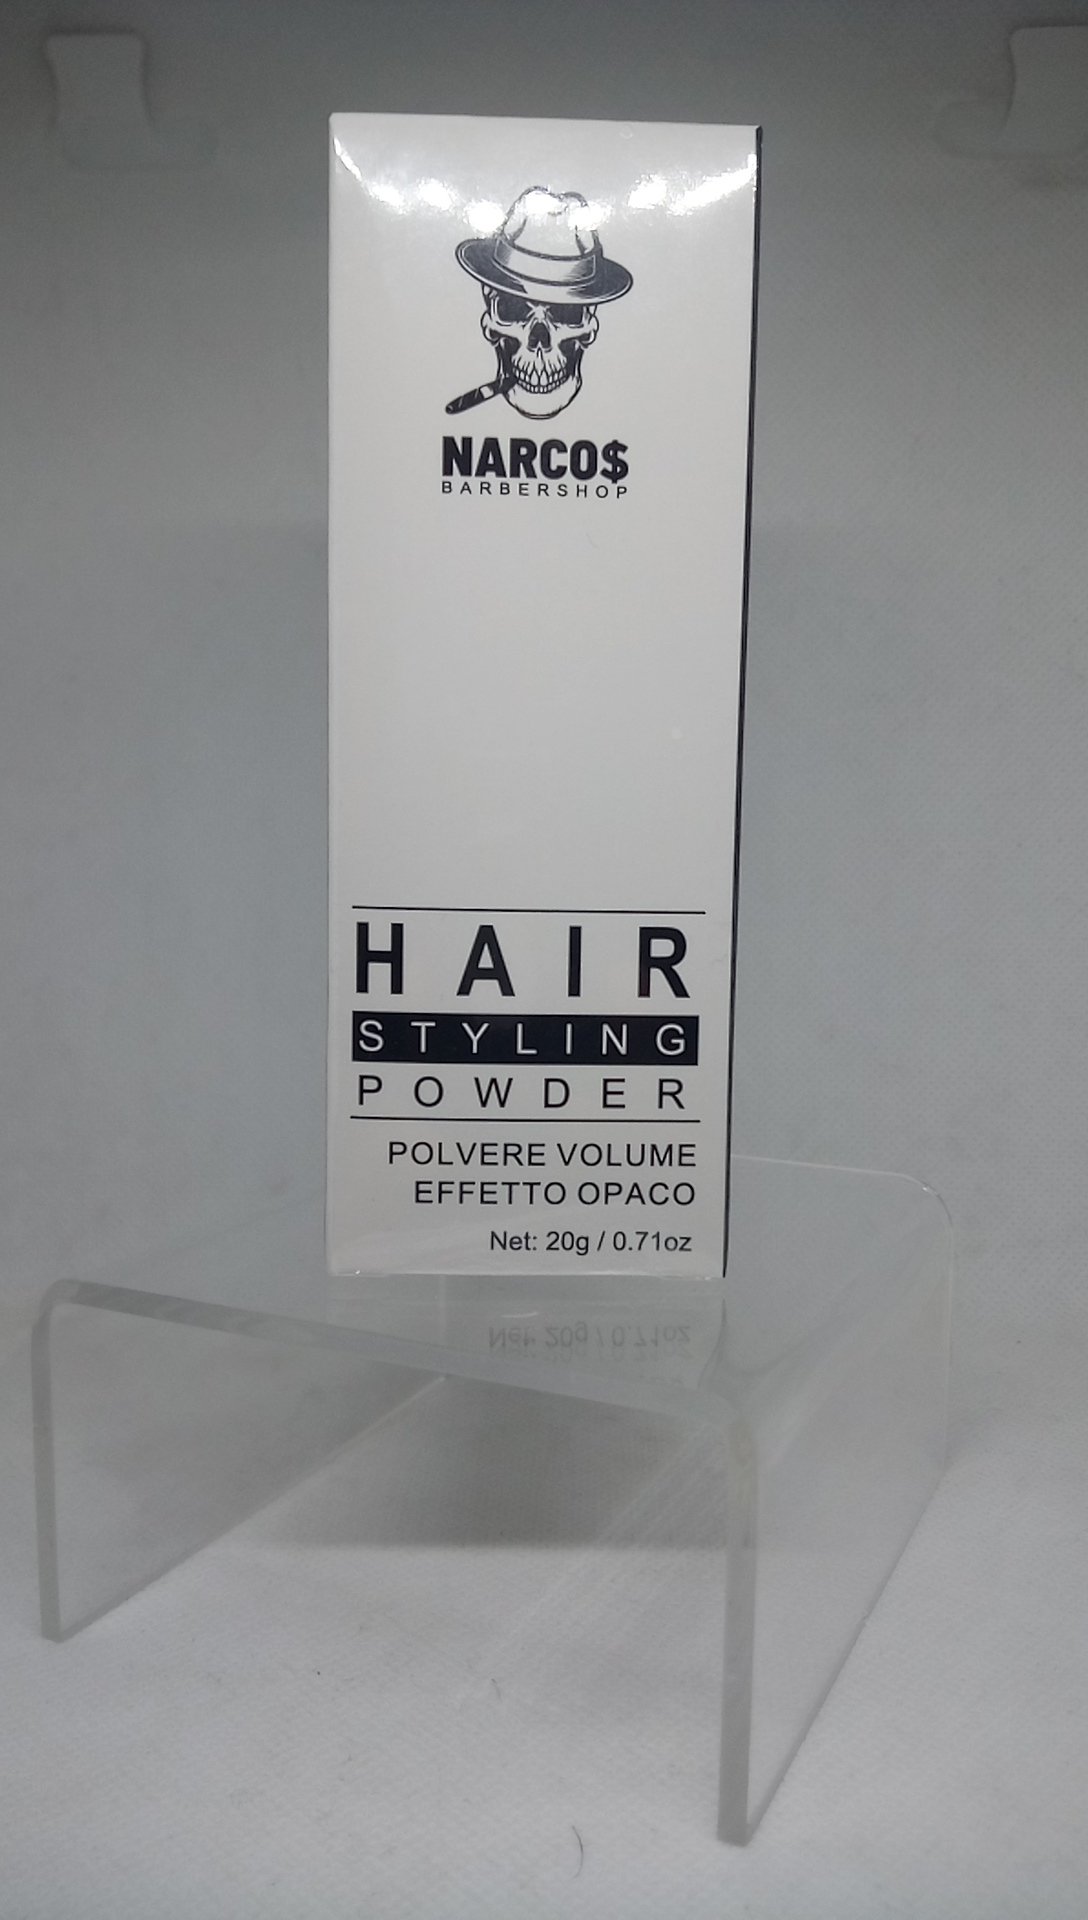 NARCO$
BARBERSHOP
HAIR
STYLING
POWDER
POLVERE VOLUME
EFFETTO OPACO
Net: 20g / 0.71oz